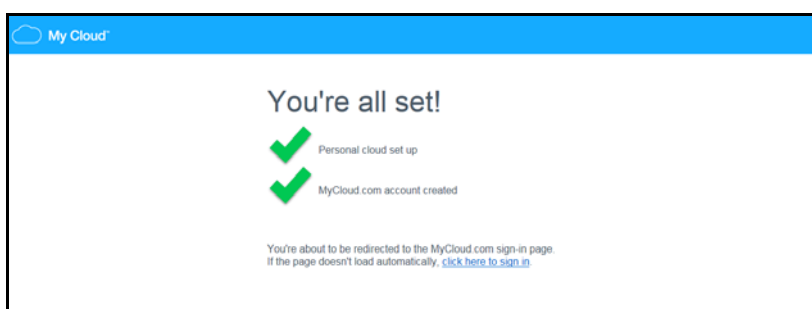 My Cloud™
You're all set!
Personal cloud set up
MyCloud.com account created
You're about to be redirected to the MyCloud.com sign-in page.
If the page doesn't load automatically, click here to sign in.